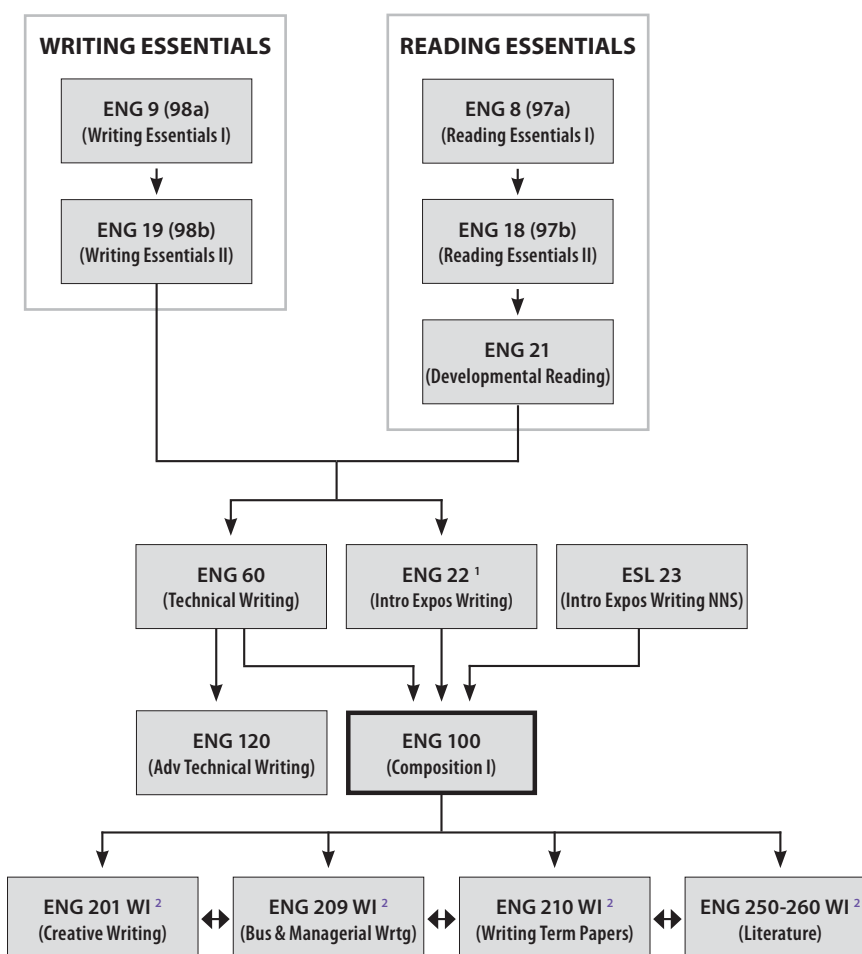 WRITING ESSENTIALS
ENG 9 (98a)
(Writing Essentials I)
ENG 19 (98b)
(Writing Essentials II)
READING ESSENTIALS
ENG 8 (97a)
(Reading Essentials I)
ENG 18 (97b)
(Reading Essentials II)
ENG 21
(Developmental Reading)
ENG 60
(Technical Writing)
ENG 22 ¹
(Intro Expos Writing)
ESL 23
(Intro Expos Writing NNS)
ENG 120
(Adv Technical Writing)
ENG 100
(Composition I)
ENG 201 WI ²
(Creative Writing)
ENG 209 WI ²
(Bus & Managerial Wrtg)
ENG 210 WI ²
(Writing Term Papers)
ENG 250-260 WI ²
(Literature)